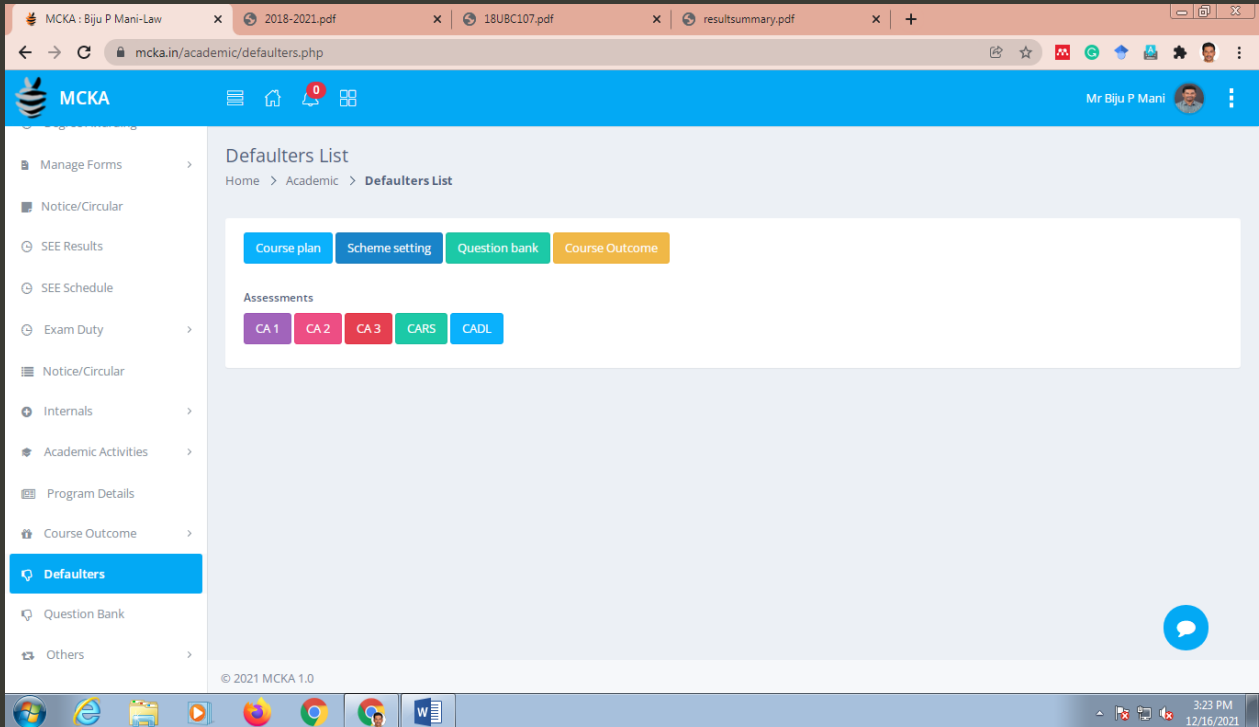 MCKA : Biju P Mani-Law
2018-2021.pdf
18UBC107.pdf
resultsummary.pdf
mcka.in/academic/defaulters.php
MCKA
0
Mr Biju P Mani
Manage Forms
Notice/Circular
SEE Results
SEE Schedule
Exam Duty
Notice/Circular
Internals
Academic Activities
Program Details
Course Outcome
Defaulters
Question Bank
Others
Defaulters List
Home > Academic > Defaulters List
Course plan Scheme setting Question bank Course Outcome
Assessments
CA 1 CA 2 CA 3 CARS CADL
© 2021 MCKA 1.0
3:23 PM
12/16/2021